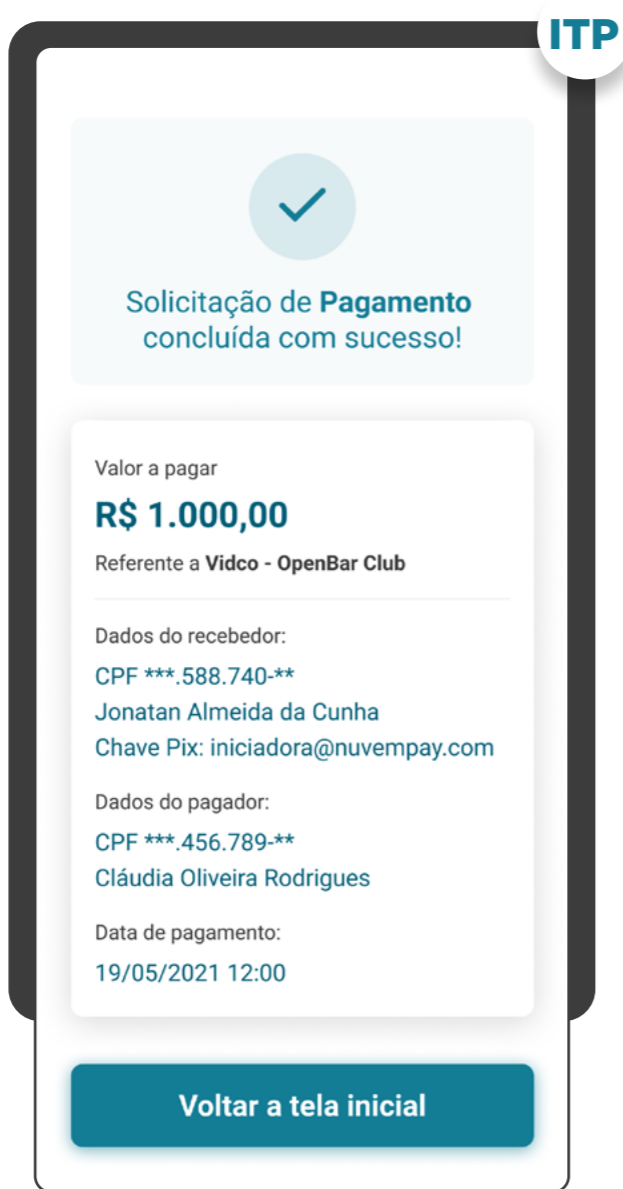 ITP
Solicitação de Pagamento
concluída com sucesso!
Valor a pagar
R$ 1.000,00
Referente a Vidco - OpenBar Club
Dados do recebedor:
CPF ***.588.740-**
Jonatan Almeida da Cunha
Chave Pix: iniciadora@nuvempay.com
Dados do pagador:
CPF ***.456.789-**
Cláudia Oliveira Rodrigues
Data de pagamento:
19/05/2021 12:00
Voltar a tela inicial